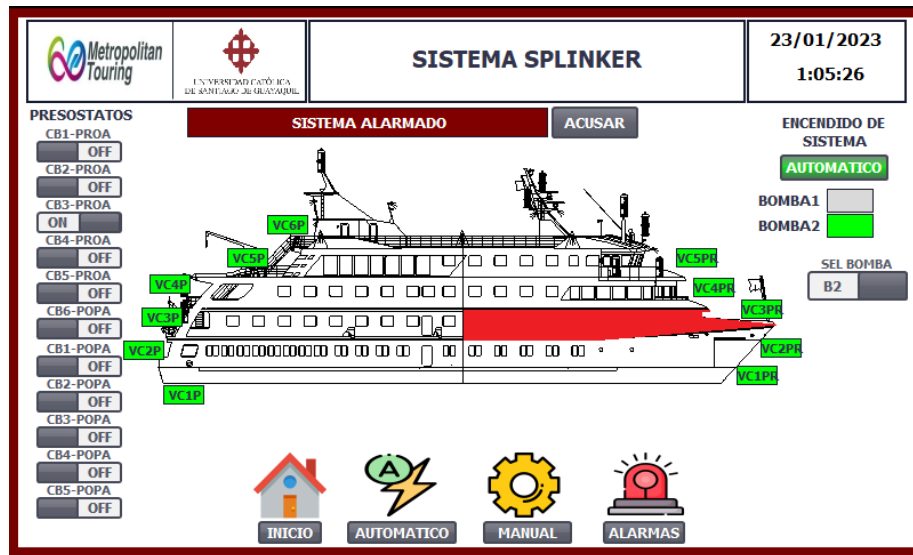 Metropolitan
Touring
UNIVERSIDAD CATÓLICA
DE SANTIAGO DE GUAYAQUIL
SISTEMA SPLINKER
23/01/2023
1:05:26
PRESOSTATOS
CB1-PROA
OFF
CB2-PROA
OFF
CB3-PROA
ON
CB4-PROA
OFF
CB5-PROA
OFF
CB6-POPA
OFF
CB1-POPA
OFF
CB2-POPA
OFF
CB3-POPA
OFF
CB4-POPA
OFF
CB5-POPA
OFF
SISTEMA ALARMADO
ACUSAR
VC6P
VC5P
VC4P
VC3P
VC2P
VC1P
VC5PR
VC4PR
VC3PR
VC2PR
VC1PR
ENCENDIDO DE
SISTEMA
AUTOMATICO
BOMBA1
BOMBA2
SEL BOMBA
B2
A
INICIO
AUTOMATICO
MANUAL
ALARMAS